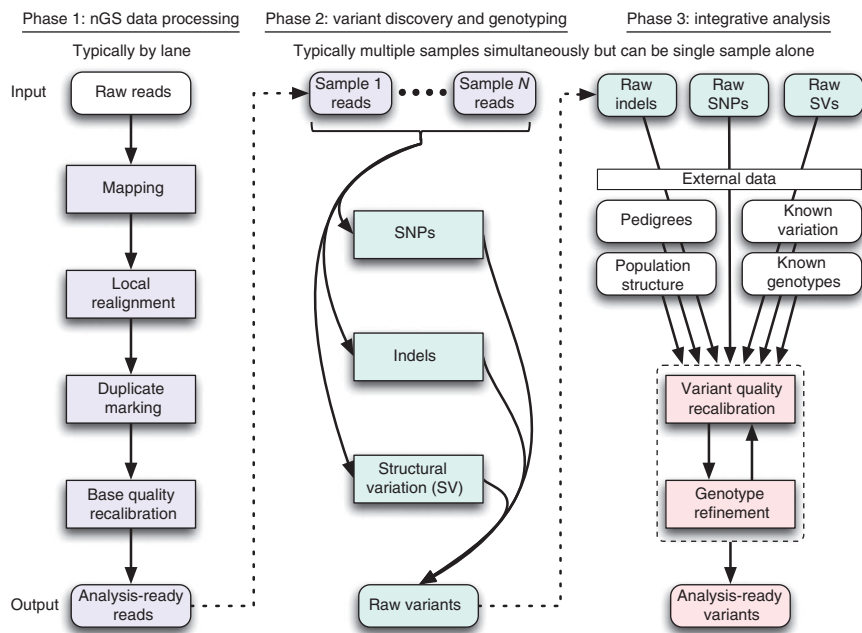 Phase 1: nGS data processing
Typically by lane
Input
Raw reads
Mapping
Local
realignment
Duplicate
marking
Base quality
recalibration
Output
Analysis-ready
reads
Phase 2: variant discovery and genotyping
Typically multiple samples simultaneously but can be single sample alone
Sample 1
reads
Sample N
reads
SNPs
Indels
Structural
variation (SV)
Raw variants
Phase 3: integrative analysis
Raw
indels
Raw
SNPs
Raw
SVs
External data
Pedigrees
Known
variation
Population
structure
Known
genotypes
Variant quality
recalibration
Genotype
refinement
Analysis-ready
variants